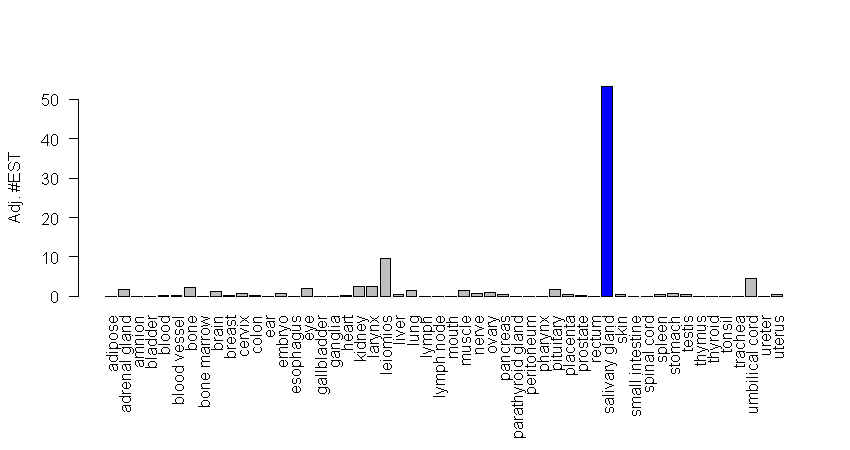 Adj. #EST
50
40
30
20
10
0
adipose
adrenal gland
amnion
bladder
blood
blood vessel
bone
bone marrow
brain
breast
cervix
colon
ear
embryo
esophagus
eye
gallbladder
ganglia
heart
kidney
larynx
leiomios
liver
lung
lymph
lymph node
mouth
muscle
nerve
ovary
pancreas
parathyroid gland
peritoneum
pharynx
pituitary
placenta
prostate
rectum
salivary gland
skin
small intestine
spinal cord
spleen
stomach
testis
thymus
thyroid
tonsil
trachea
umbilical cord
ureter
uterus